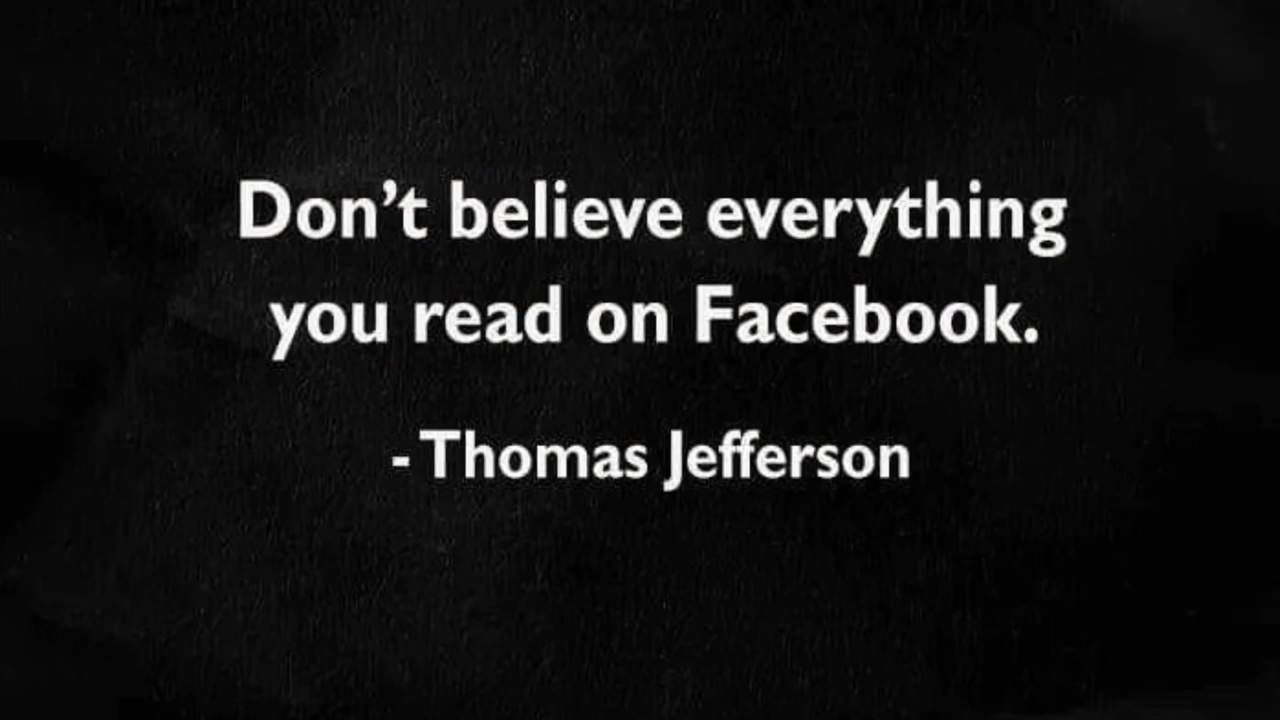 Don’t believe everything
you read on Facebook.
- Thomas Jefferson